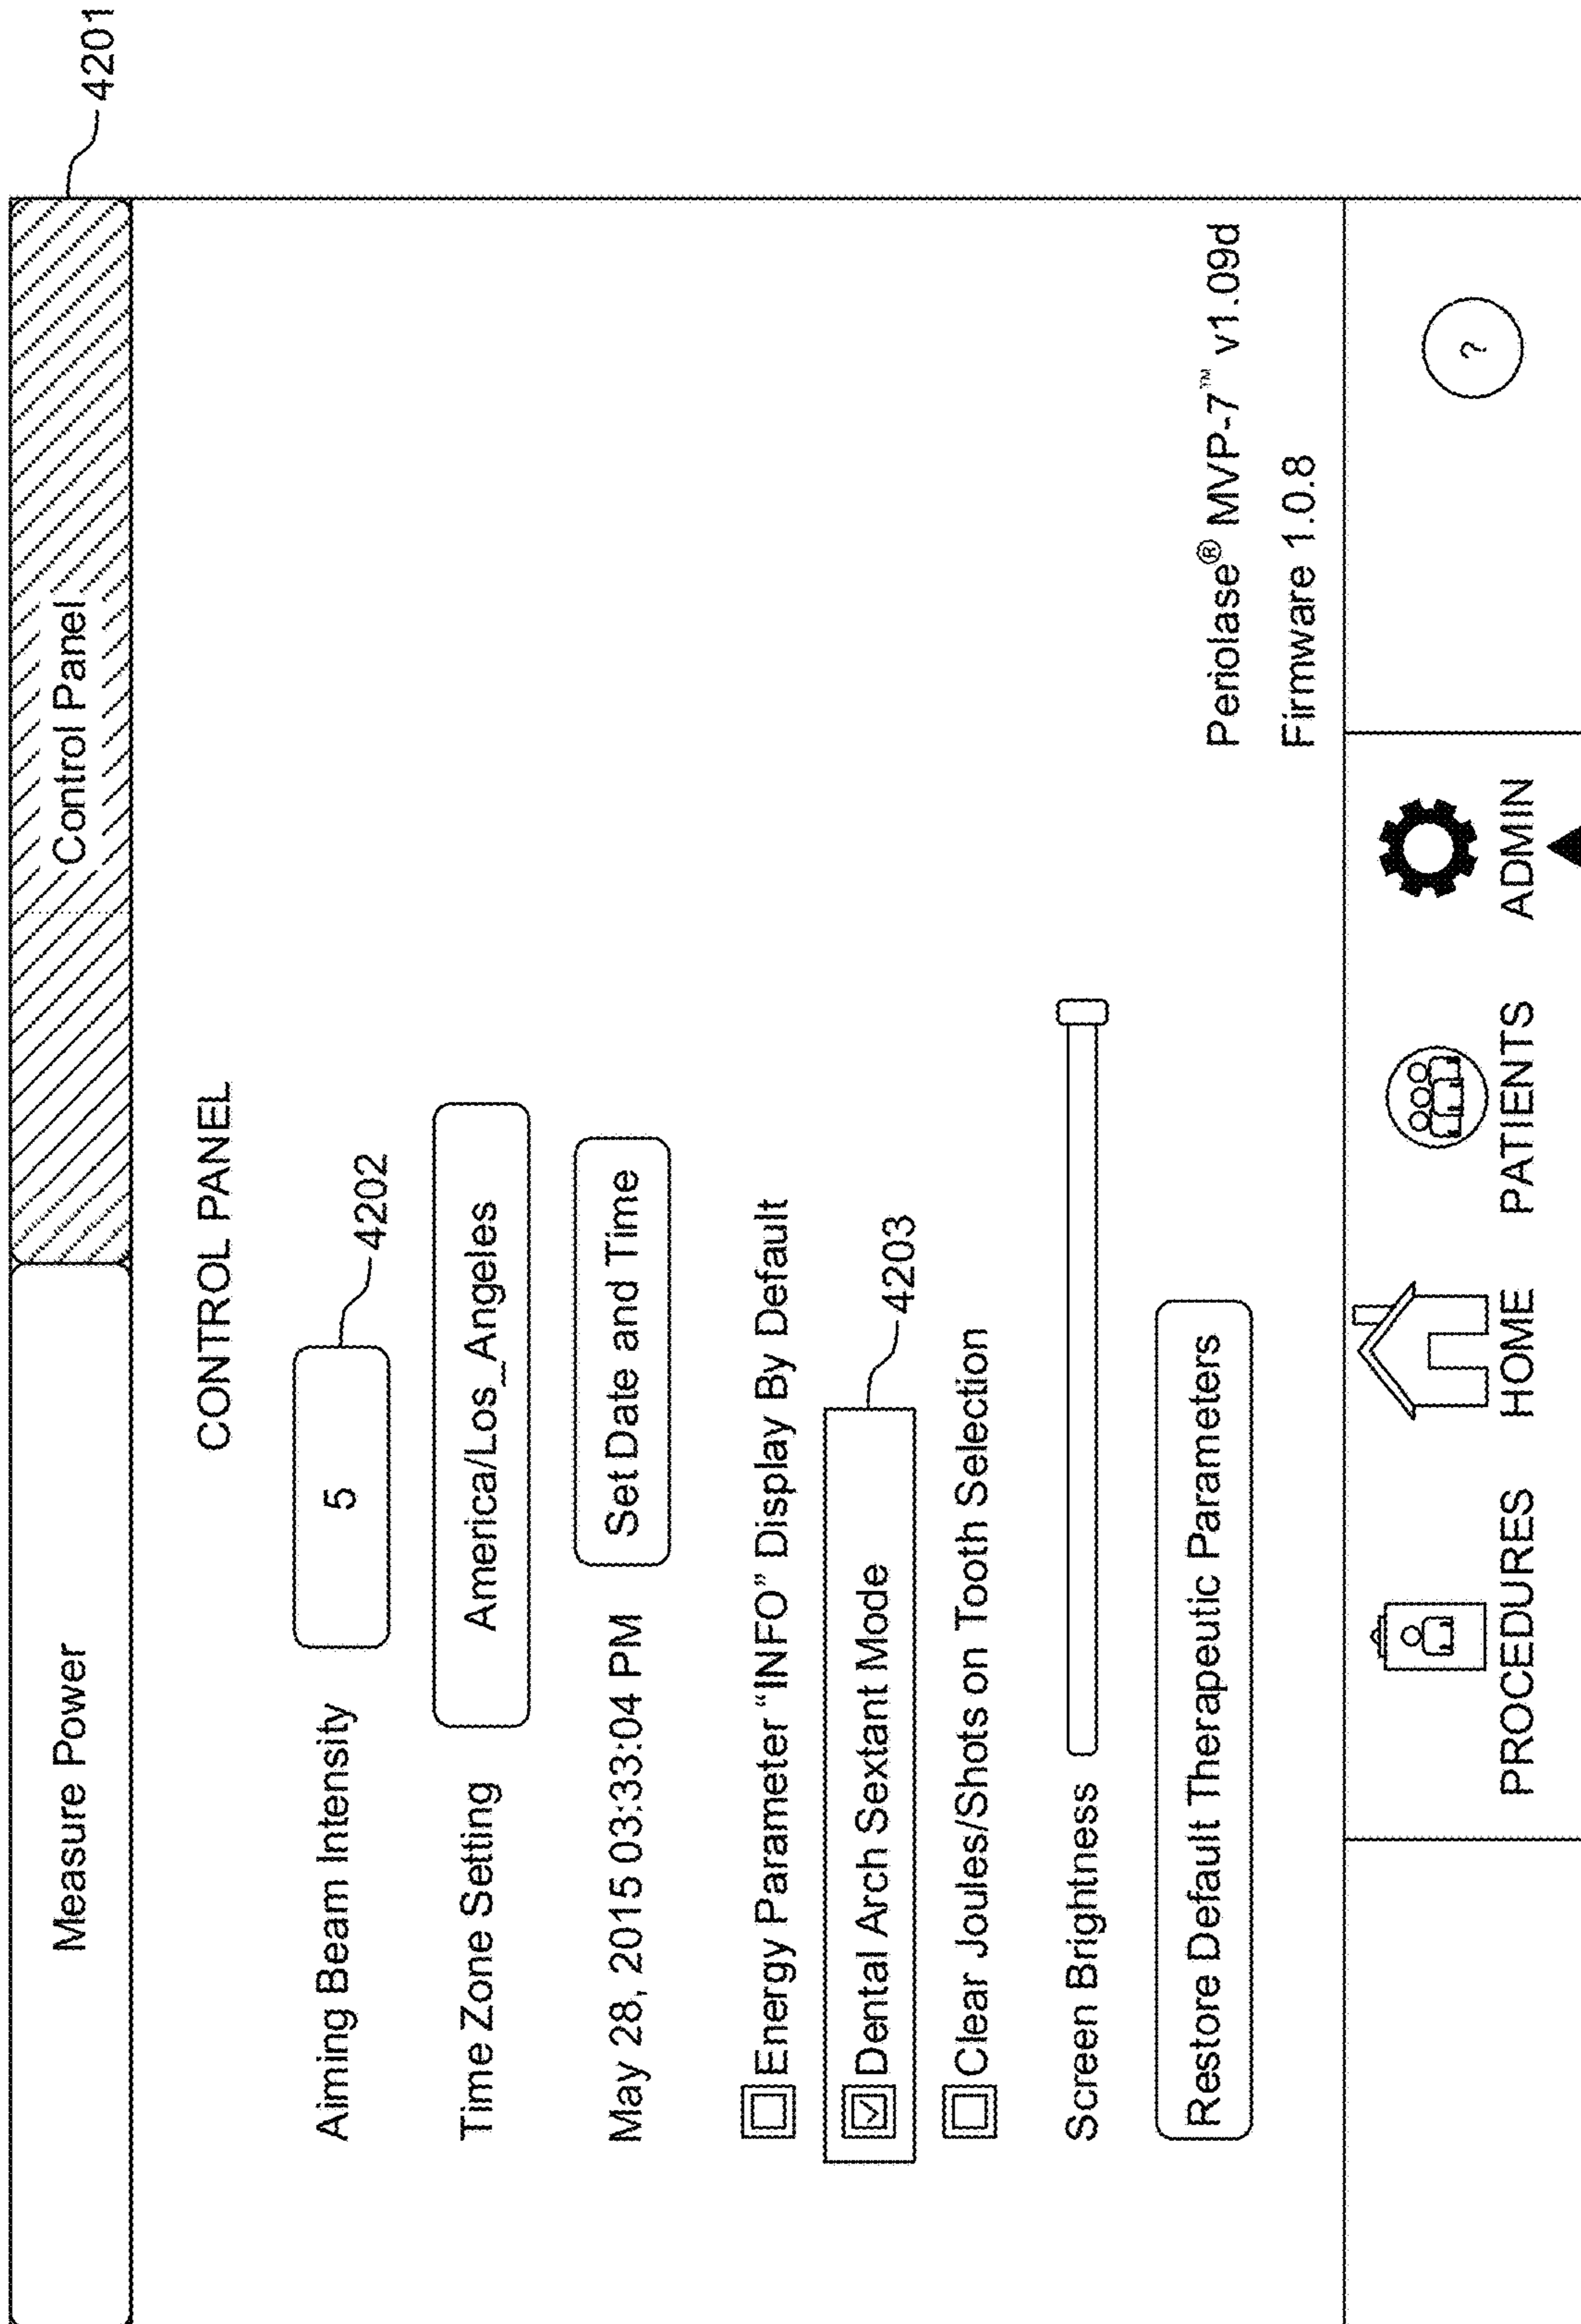 Measure Power Control Panel 4201
CONTROL PANEL
Aiming Beam Intensity 5 4202
Time Zone Setting America/Los_Angeles
May 28, 2015 03:33:04 PM Set Date and Time
Energy Parameter “INFO” Display By Default
Dental Arch Sextant Mode 4203
Clear Joules/Shots on Tooth Selection
Screen Brightness
Restore Default Therapeutic Parameters
Periolase® MVP-7™ v1.09d
Firmware 1.0.8
PROCEDURES HOME PATIENTS ADMIN ?